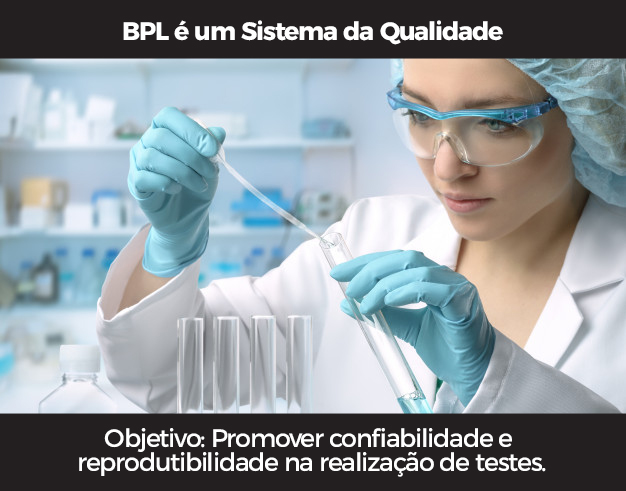 BPL é um Sistema da Qualidade
Objetivo: Promover confiabilidade e
reprodutibilidade na realização de testes.